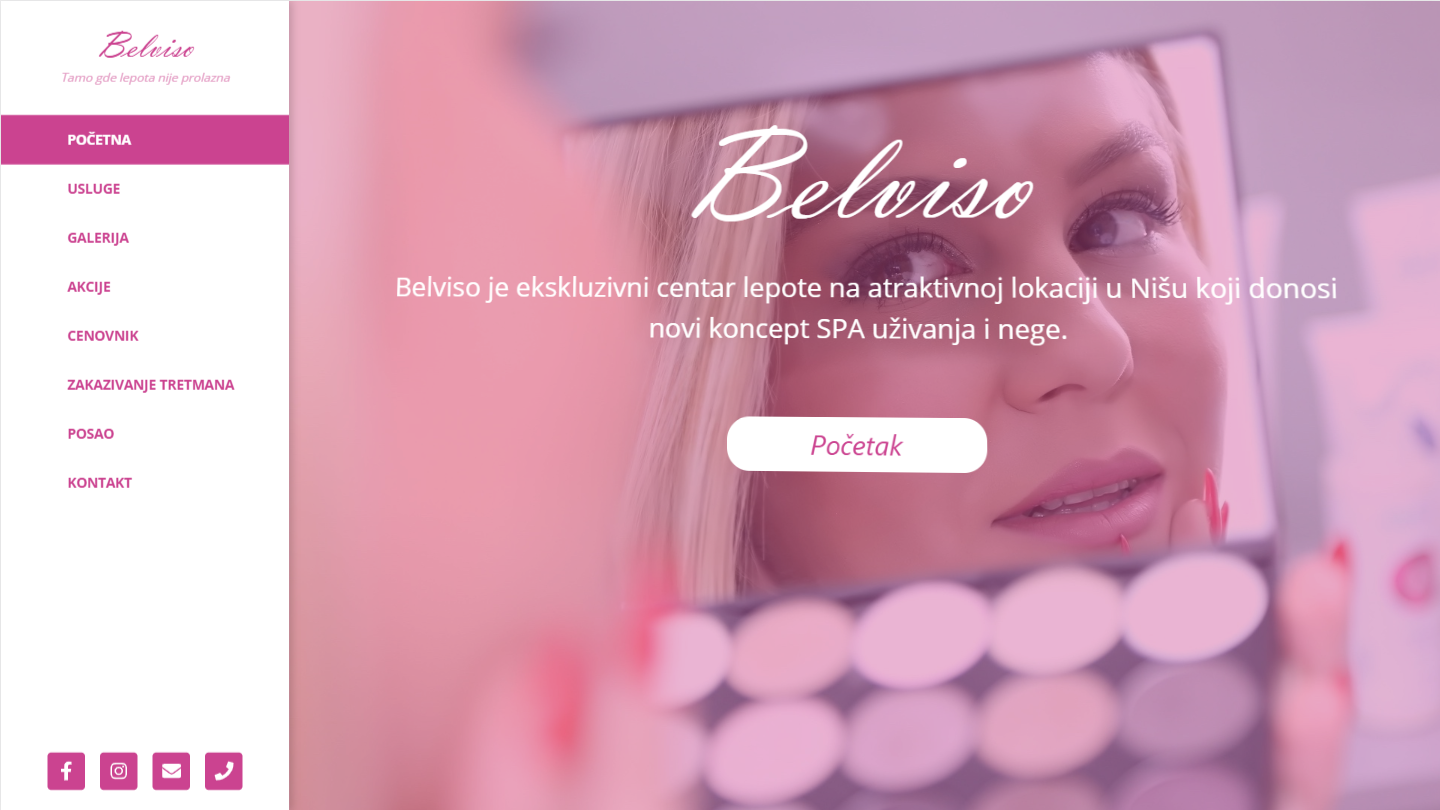 Belviso
Tamo gde lepota nije prolazna
POČETNA
USLUGE
GALERIJA
AKCIJE
CENOVNIK
ZAKAZIVANJE TRETMANA
POSAO
KONTAKT
Belviso
Belviso je ekskluzivni centar lepote na atraktivnoj lokaciji u Nišu koji donosi
novi koncept SPA uživanja i nege.
Početak